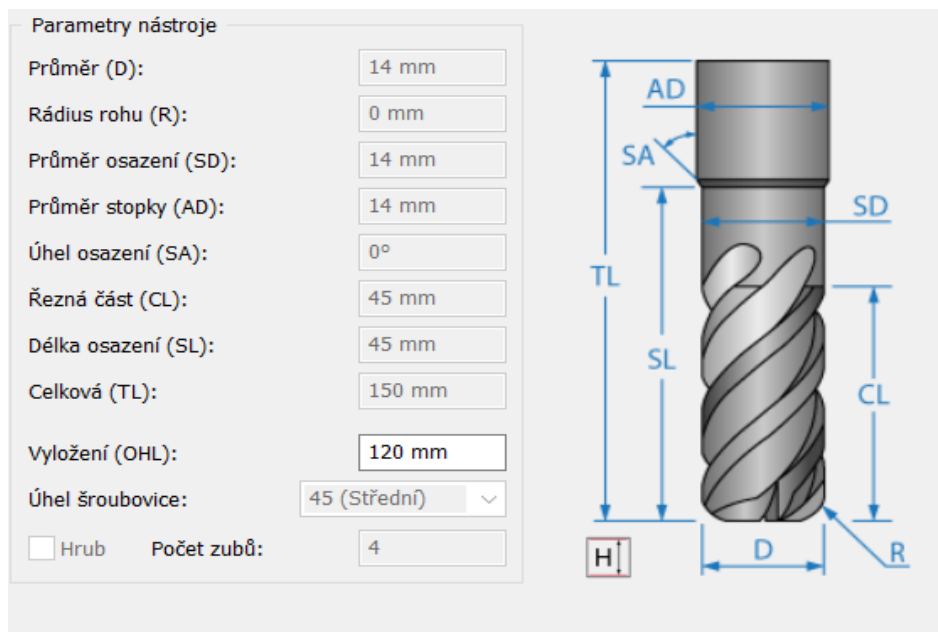 Parametry nástroje
Průměr (D): 14 mm
Rádius rohu (R): 0 mm
Průměr osazení (SD): 14 mm
Průměr stopky (AD): 14 mm
Úhel osazení (SA): 0°
Řezná část (CL): 45 mm
Délka osazení (SL): 45 mm
Celková (TL): 150 mm
Vyložení (OHL): 120 mm
Úhel šroubovice: 45 (Střední)
Hrub Počet zubů: 4
AD
SA
SD
TL
SL
CL
H
D
R